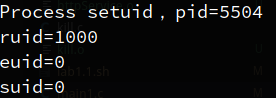 Process setuid，pid=5504
ruid=1000
euid=0
suid=0